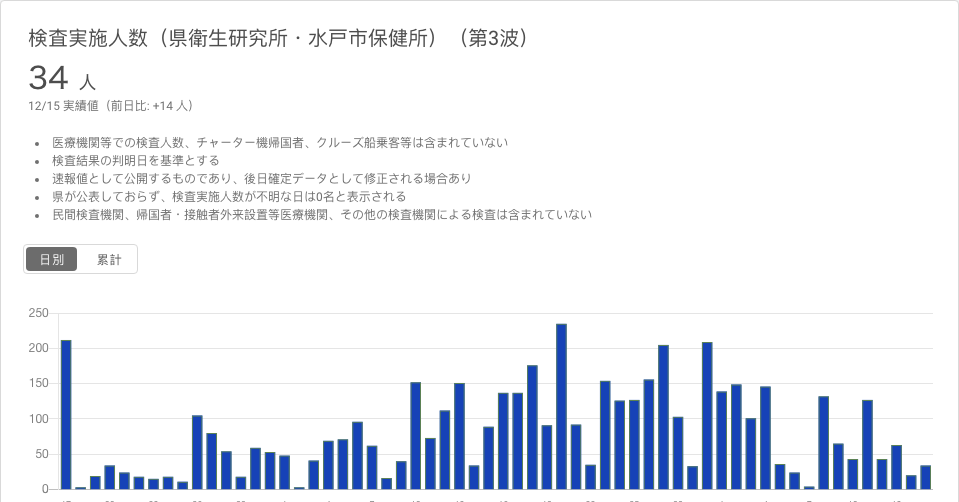 検査実施人数（県衛生研究所・水戸市保健所）（第3波）
34 人
12/15 実績値（前日比: +14 人）
医療機関等での検査人数、チャーター機帰国者、クルーズ船乗客等は含まれていない
検査結果の判明日を基準とする
速報値として公開するものであり、後日確定データとして修正される場合あり
県が公表しておらず、検査実施人数が不明な日は0名と表示される
民間検査機関、帰国者・接触者外来設置等医療機関、その他の検査機関による検査は含まれていない
日別 累計
250
200
150
100
50
0